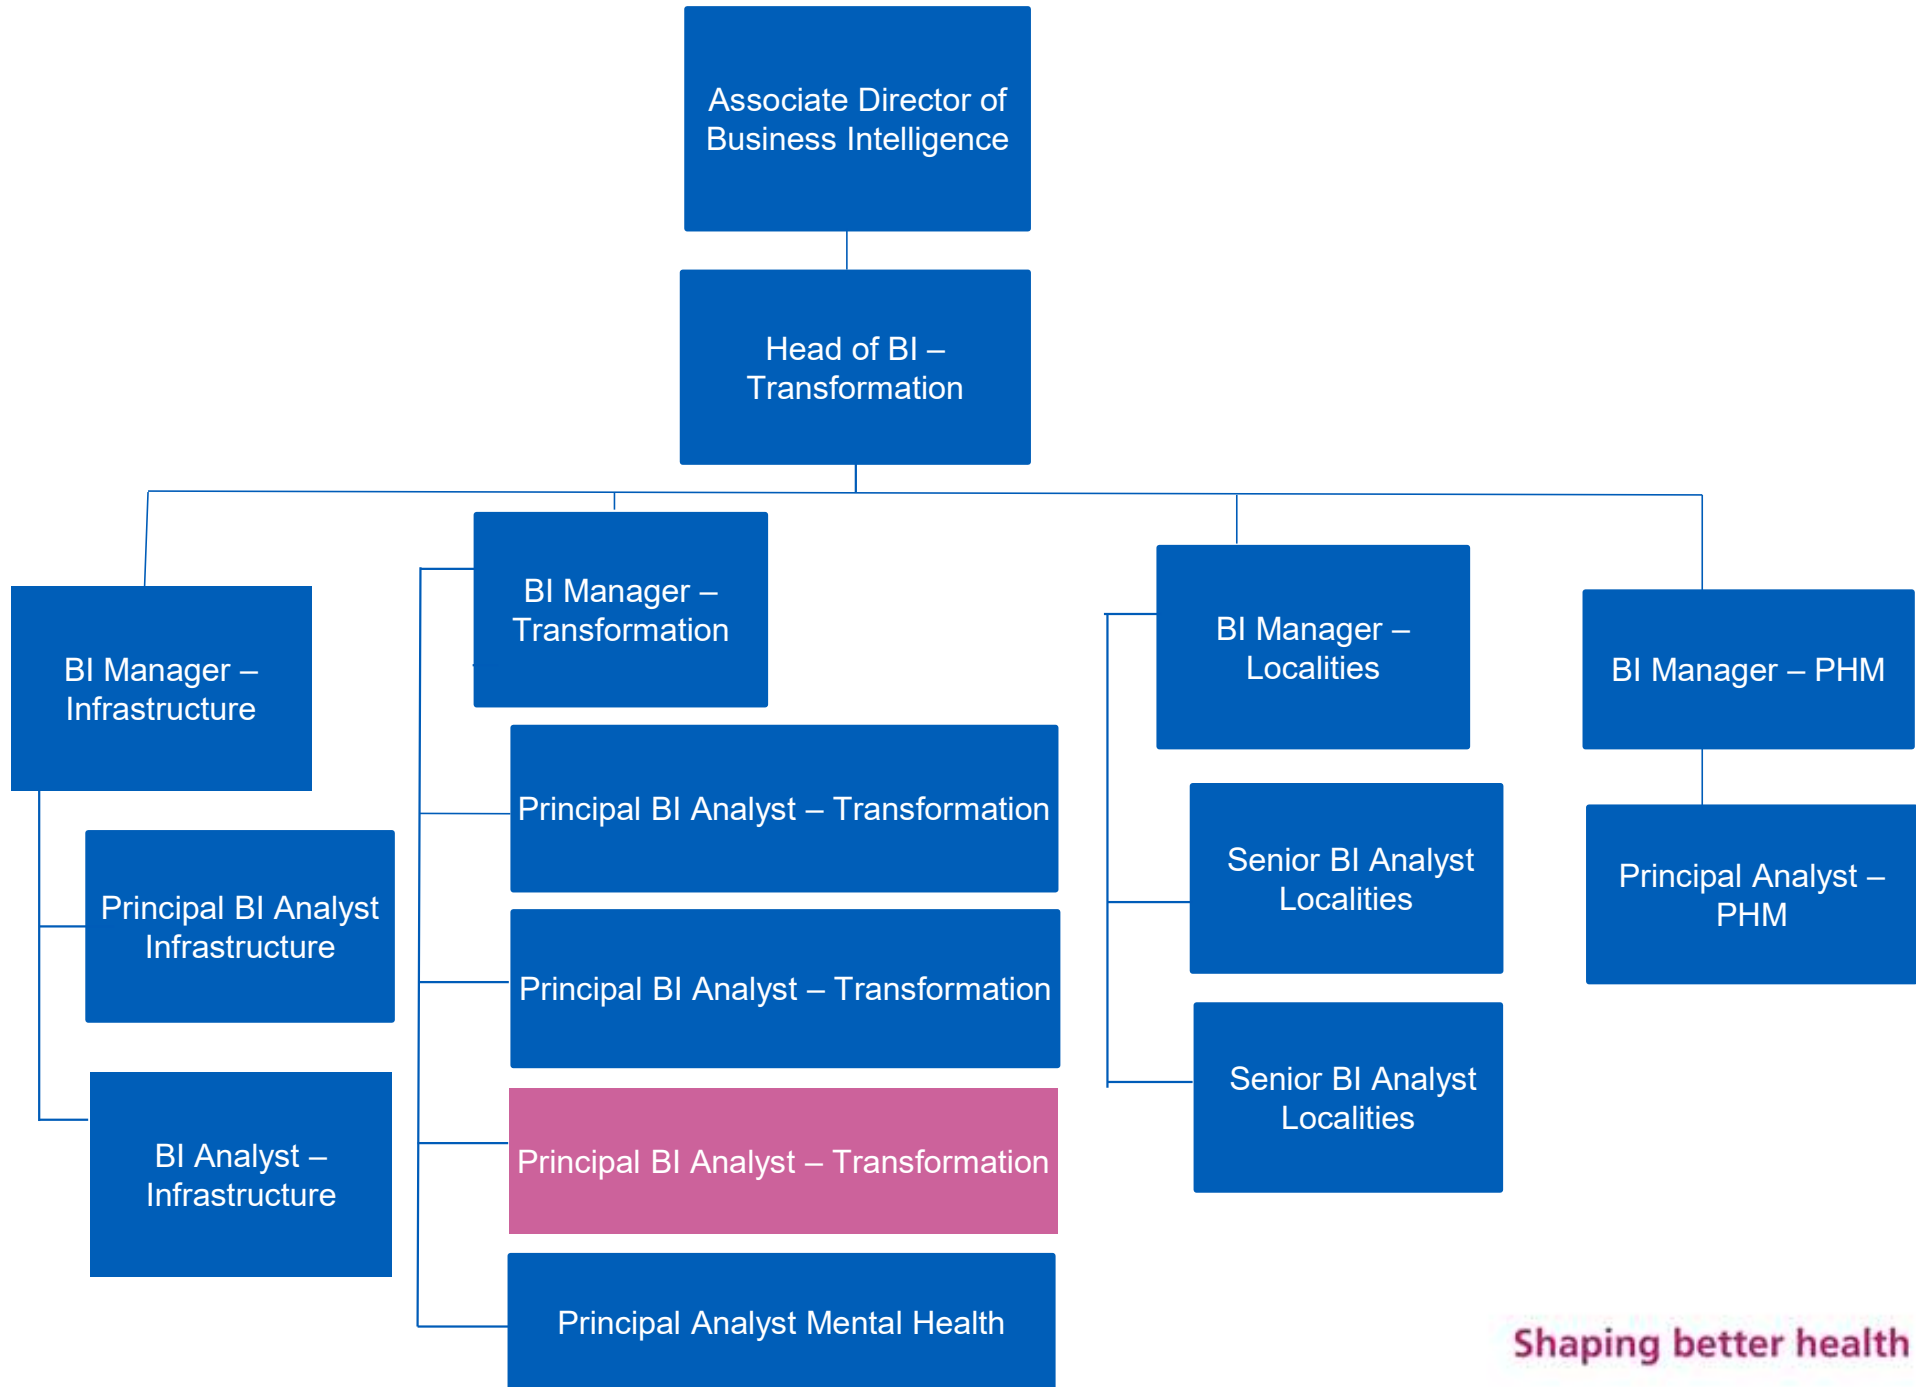 Associate Director of
Business Intelligence
Head of BI –
Transformation
BI Manager –
Infrastructure
Principal BI Analyst
Infrastructure
BI Analyst –
Infrastructure
BI Manager –
Transformation
Principal BI Analyst – Transformation
Principal BI Analyst – Transformation
Principal BI Analyst – Transformation
Principal Analyst Mental Health
BI Manager –
Localities
Senior BI Analyst
Localities
Senior BI Analyst
Localities
BI Manager – PHM
Principal Analyst –
PHM
Shaping better health